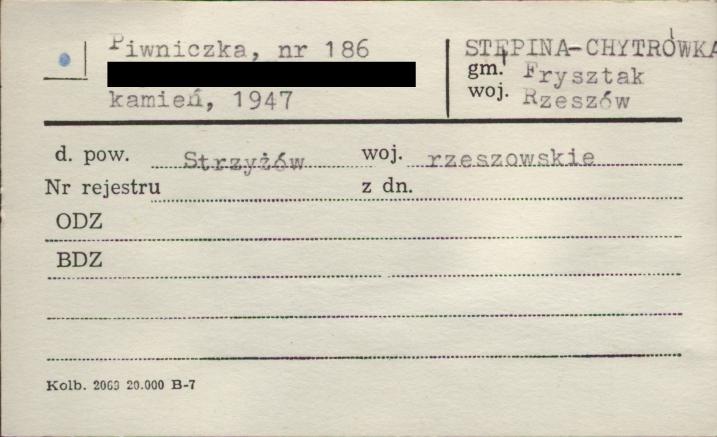 Piwniczka, nr 186
kamień, 1947
STĘPINA-CHYTRÓWKA
gm. Frysztak
woj. Rzeszów
d. pow. Strzyżów woj. rzeszowskie
Nr rejestru z dn.
ODZ
BDZ
Kolb. 2063 20.000 B-7